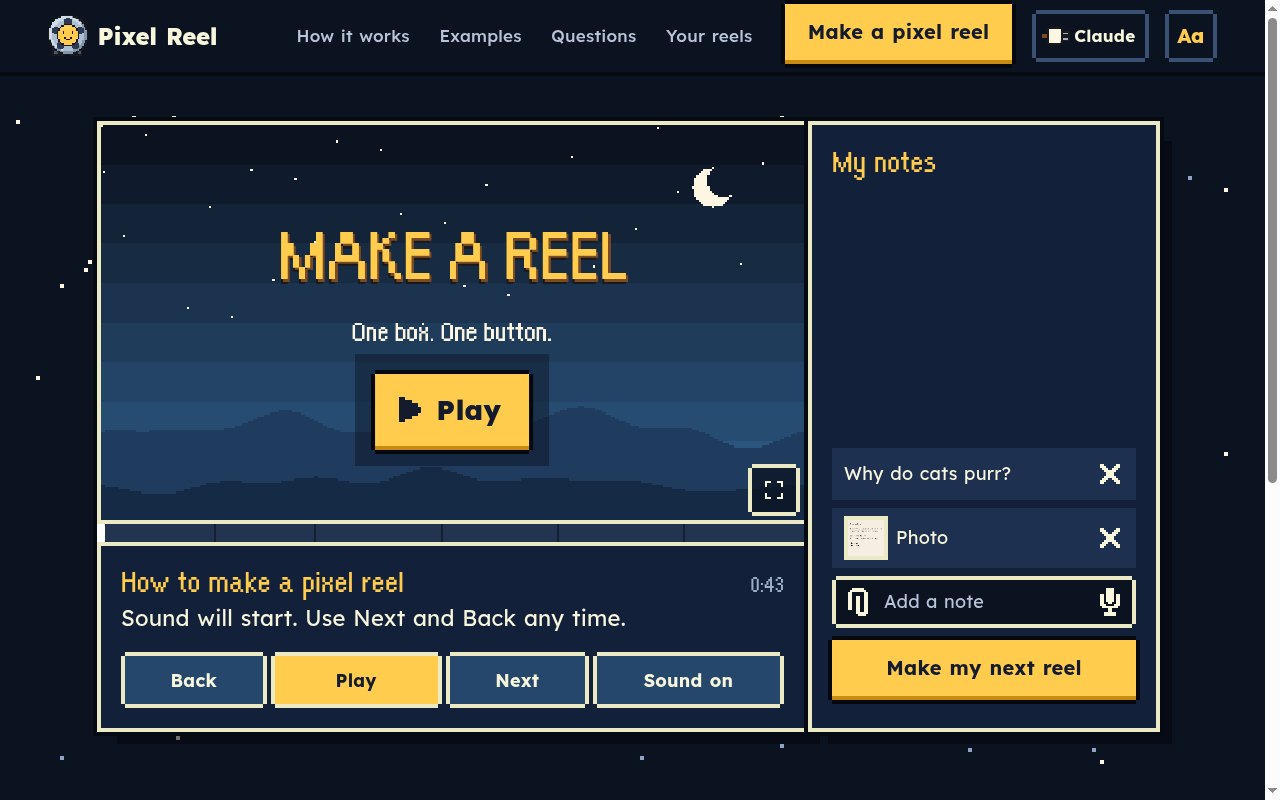 Pixel Reel
How it works
Examples
Questions
Your reels
Make a pixel reel
Claude
Aa
MAKE A REEL
One box. One button.
Play
How to make a pixel reel
0:43
Sound will start. Use Next and Back any time.
Back
Play
Next
Sound on
My notes
Why do cats purr?
Photo
Add a note
Make my next reel